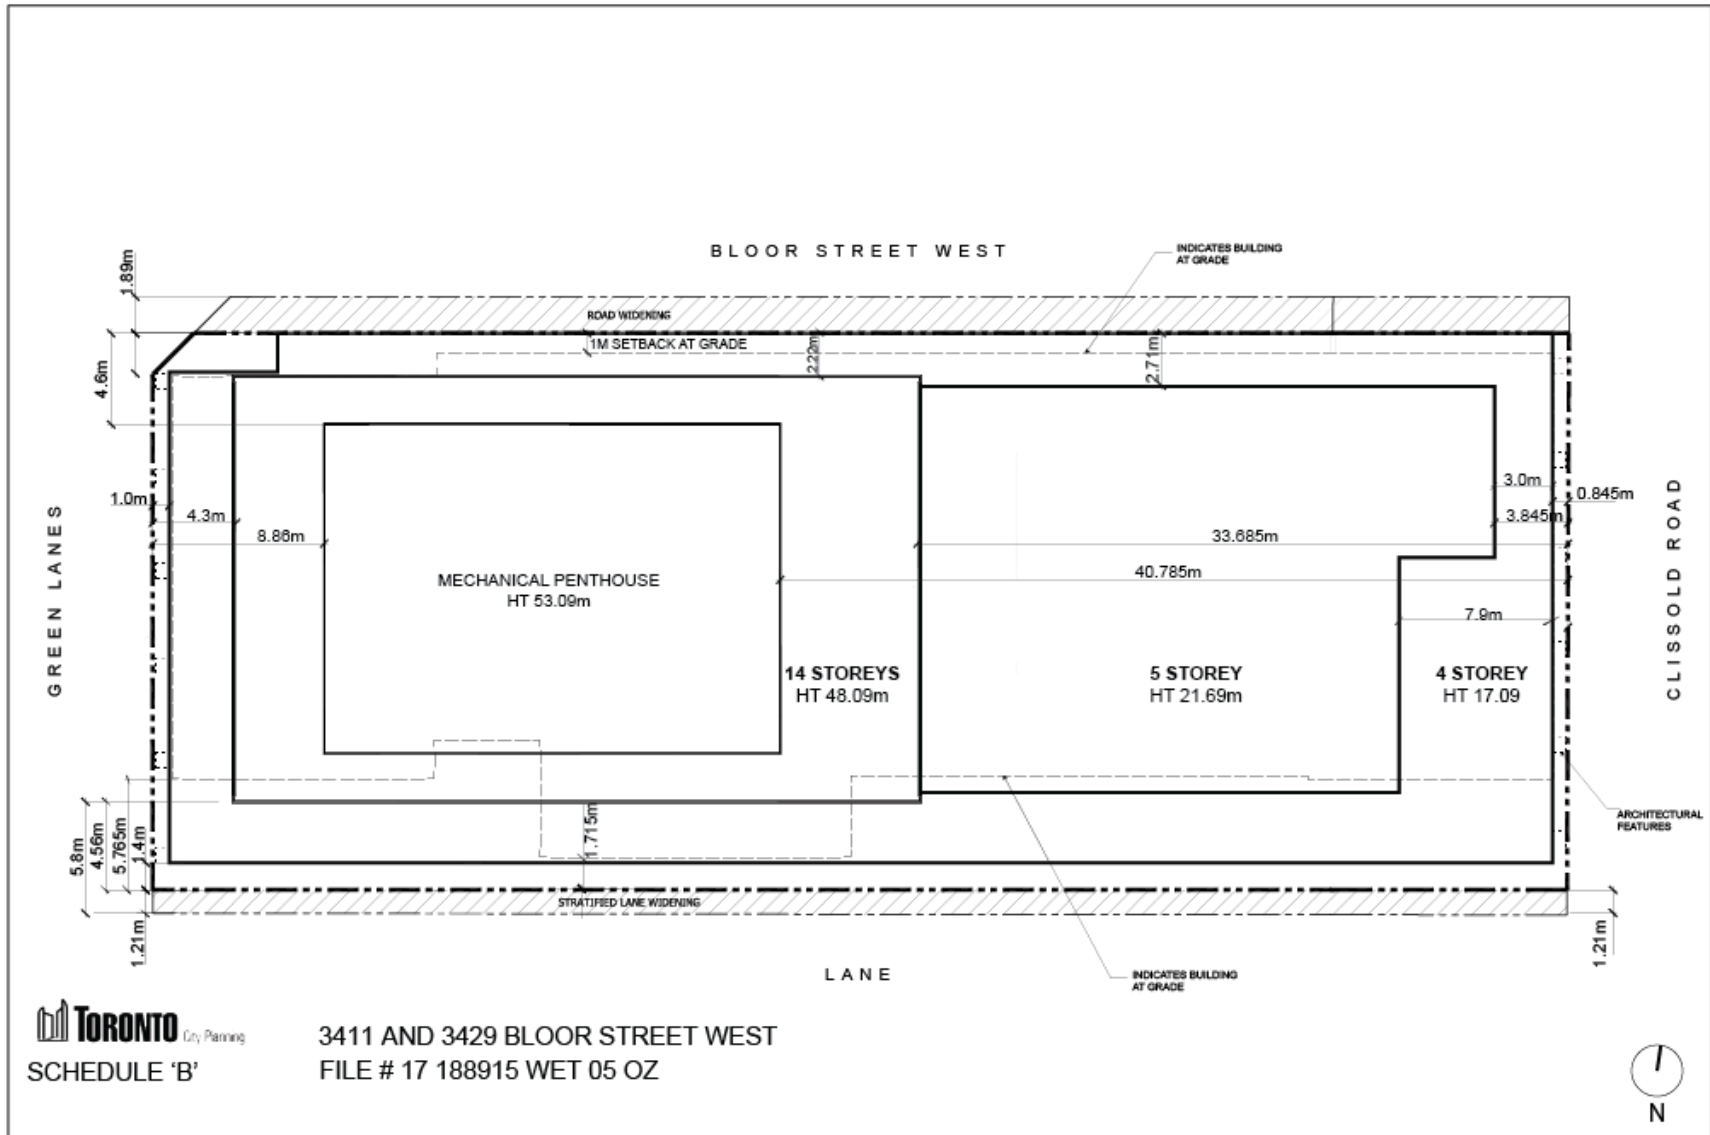 BLOOR STREET WEST
INDICATES BUILDING
AT GRADE
1.89m
ROAD WIDENING
1M SETBACK AT GRADE
2.22m
2.71m
4.6m
1.0m
4.3m
8.86m
3.0m
0.845m
3.845m
33.685m
40.785m
7.9m
GREEN LANES
CLISSOLD ROAD
MECHANICAL PENTHOUSE
HT 53.09m
14 STOREYS
HT 48.09m
5 STOREY
HT 21.69m
4 STOREY
HT 17.09
ARCHITECTURAL
FEATURES
5.8m
4.56m
5.765m
1.4m
1.715m
STRATIFIED LANE WIDENING
1.21m
1.21m
LANE
INDICATES BUILDING
AT GRADE
TORONTO City Planning
SCHEDULE ‘B’
3411 AND 3429 BLOOR STREET WEST
FILE # 17 188915 WET 05 OZ
N